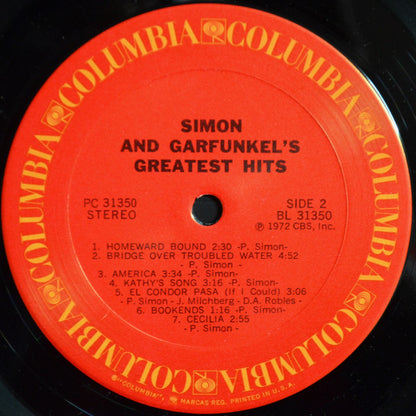 COLUMBIA COLUMBIA COLUMBIA COLUMBIA COLUMBIA COLUMBIA
SIMON
AND GARFUNKEL'S
GREATEST HITS
PC 31350
STEREO
SIDE 2
BL 31350
Ⓟ 1972 CBS, Inc.
1. HOMEWARD BOUND 2:30 -P. Simon-
2. BRIDGE OVER TROUBLED WATER 4:52
- P. Simon -
3. AMERICA 3:34 -P. Simon-
4. KATHY'S SONG 3:16 -P. Simon-
5. EL CONDOR PASA (If I Could) 3:06
- P. Simon - J. Milchberg - D.A. Robles -
6. BOOKENDS 1:16 -P. Simon-
7. CECILIA 2:55
- P. Simon -
"COLUMBIA", MARCAS REG. PRINTED IN U.S.A.